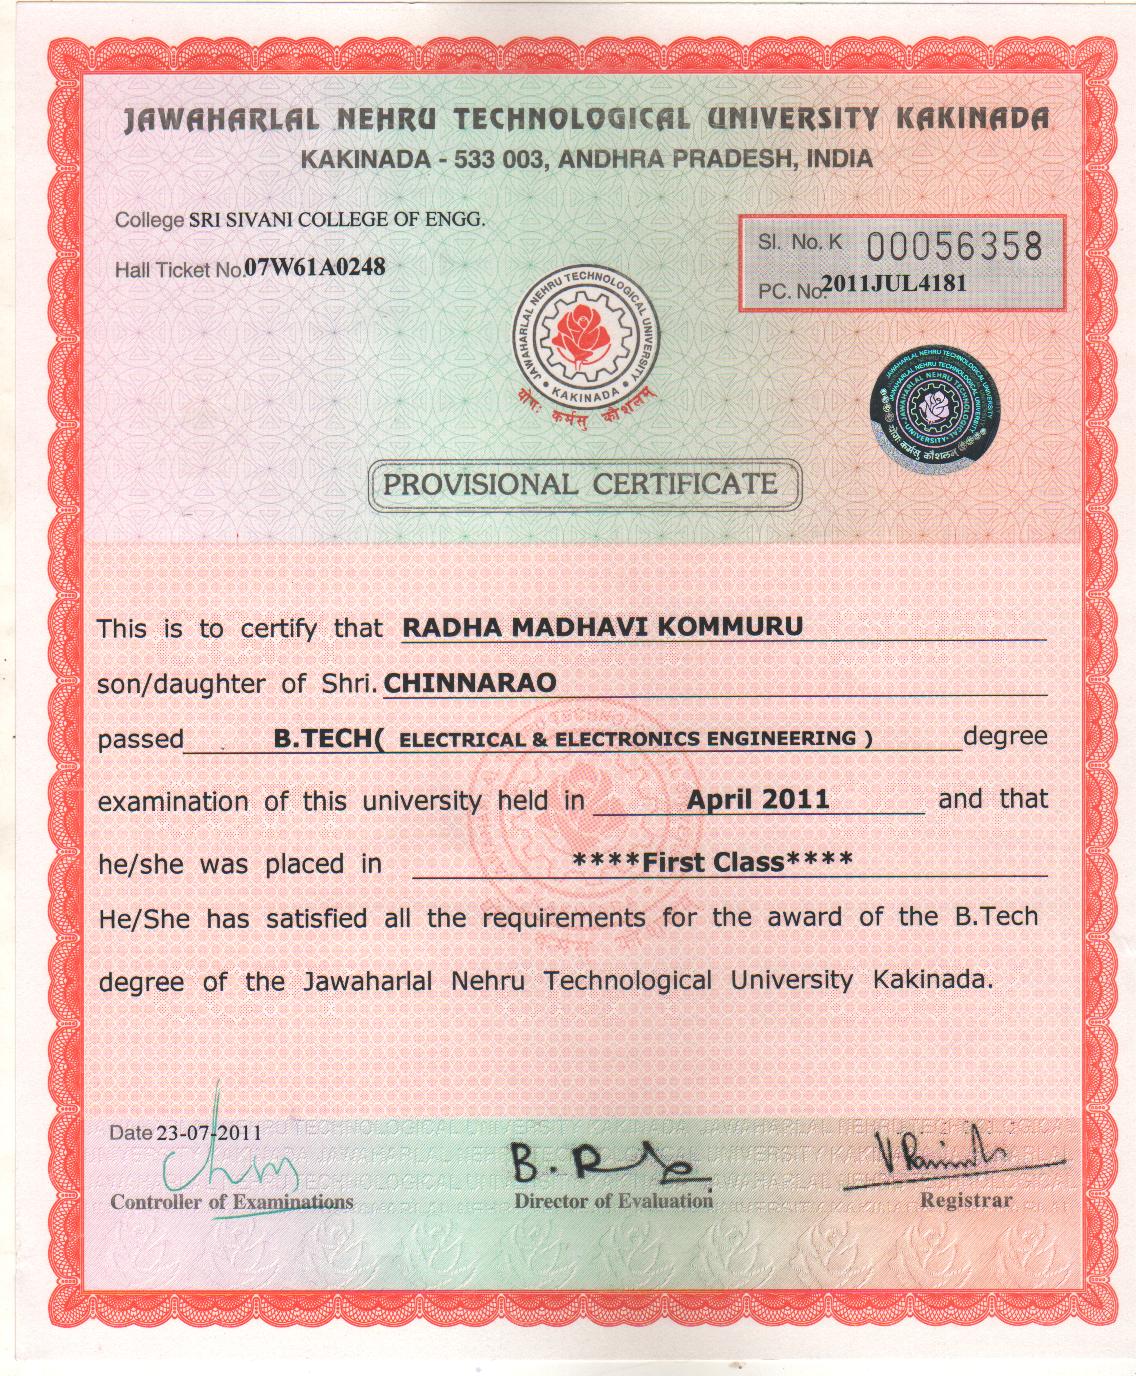 JAWAHARLAL NEHRU TECHNOLOGICAL UNIVERSITY KAKINADA
KAKINADA - 533 003, ANDHRA PRADESH, INDIA
College SRI SIVANI COLLEGE OF ENGG.
Hall Ticket No.07W61A0248
Sl. No. K 00056358
PC. No.2011JUL4181
JAWAHARLAL NEHRU TECHNOLOGICAL UNIVERSITY
• KAKINADA •
योगः कर्मसु कौशलम्
JAWAHARLAL NEHRU TECHNOLOGICAL UNIVERSITY
PROVISIONAL CERTIFICATE
This is to certify that RADHA MADHAVI KOMMURU
son/daughter of Shri. CHINNARAO
passed B.TECH( ELECTRICAL & ELECTRONICS ENGINEERING ) degree
examination of this university held in April 2011 and that
he/she was placed in ****First Class****
He/She has satisfied all the requirements for the award of the B.Tech
degree of the Jawaharlal Nehru Technological University Kakinada.
Date 23-07-2011
Controller of Examinations
Director of Evaluation
Registrar